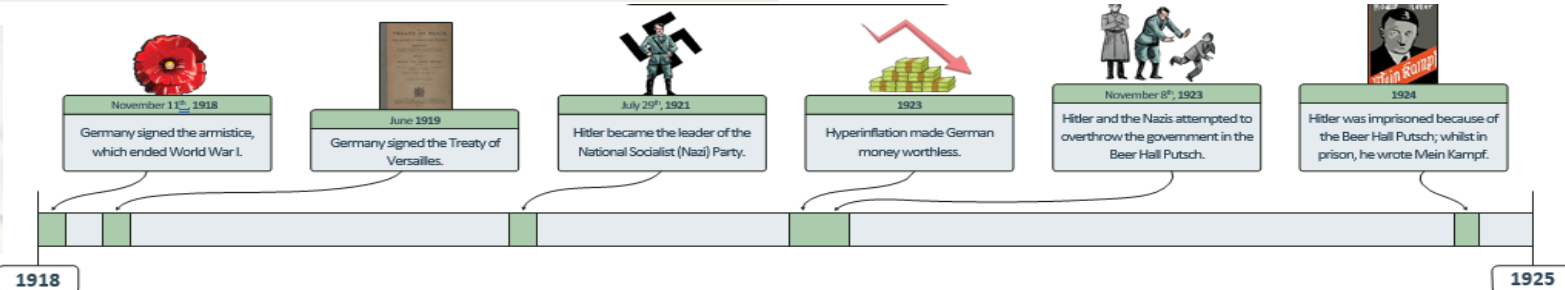 November 11th, 1918
Germany signed the armistice,
which ended World War I.
TREATY OF PEACE
June 1919
Germany signed the Treaty of
Versailles.
July 29th, 1921
Hitler became the leader of the
National Socialist (Nazi) Party.
1923
Hyperinflation made German
money worthless.
November 8th, 1923
Hitler and the Nazis attempted to
overthrow the government in the
Beer Hall Putsch.
Mein Kampf
1924
Hitler was imprisoned because of
the Beer Hall Putsch; whilst in
prison, he wrote Mein Kampf.
1918
1925